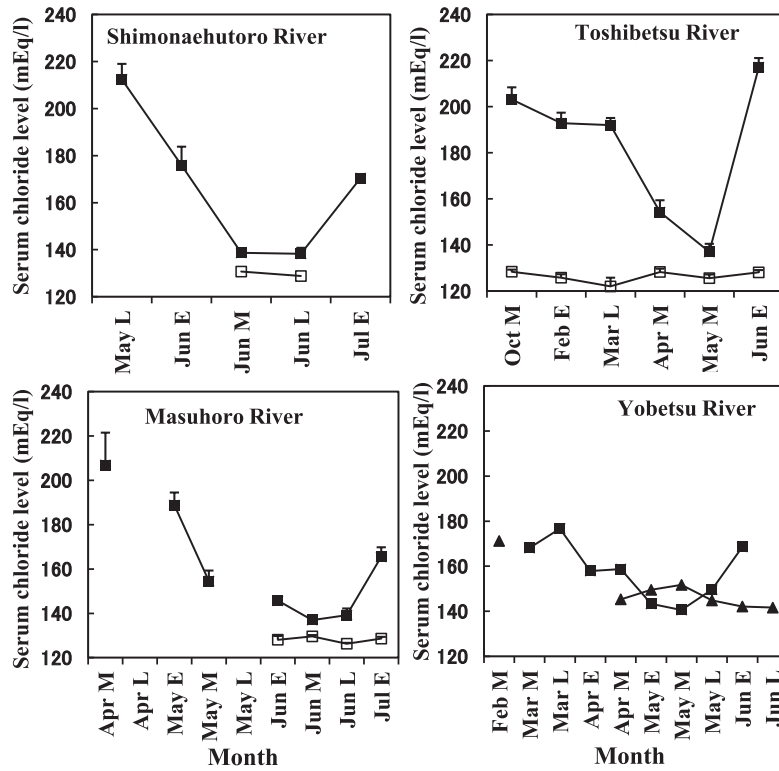 Shimonaehutoro River
Serum chloride level (mEq/l)
240
220
200
180
160
140
120
May L
Jun E
Jun M
Jun L
Jul E
Toshibetsu River
Serum chloride level (mEq/l)
240
220
200
180
160
140
120
Oct M
Feb E
Mar L
Apr M
May M
Jun E
Masuhoro River
Serum chloride level (mEq/l)
240
220
200
180
160
140
120
Apr M
Apr L
May E
May M
May L
Jun E
Jun M
Jun L
Jul E
Month
Yobetsu River
Serum chloride level (mEq/l)
240
220
200
180
160
140
120
Feb M
Mar M
Mar L
Apr E
Apr M
May E
May M
May L
Jun E
Jun L
Month